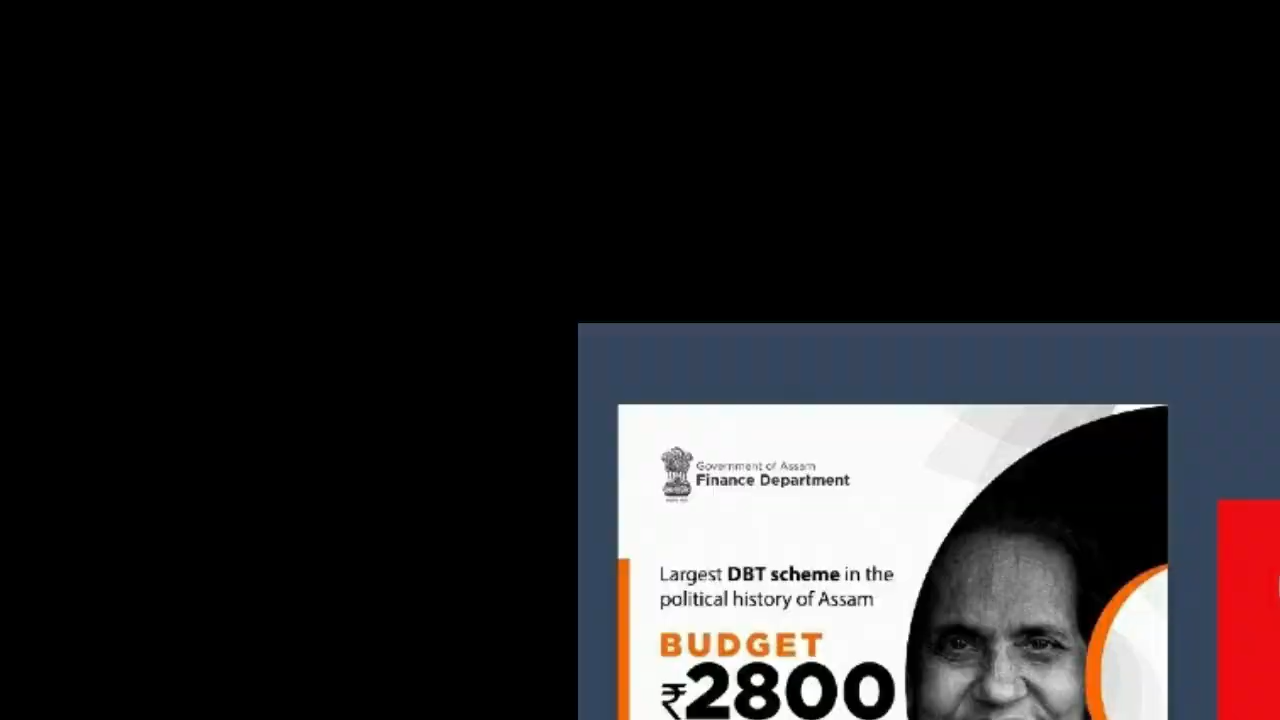 Government of Assam
Finance Department
Largest DBT scheme in the
political history of Assam
BUDGET
₹2800